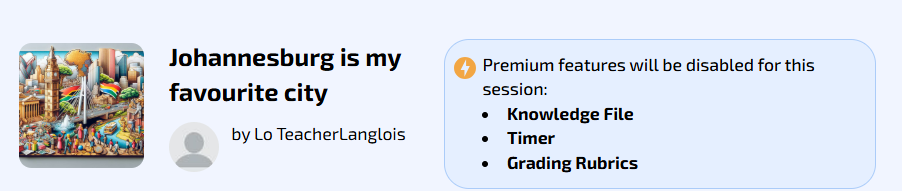 Johannesburg is my
favourite city
by Lo TeacherLanglois
Premium features will be disabled for this
session:
• Knowledge File
• Timer
• Grading Rubrics